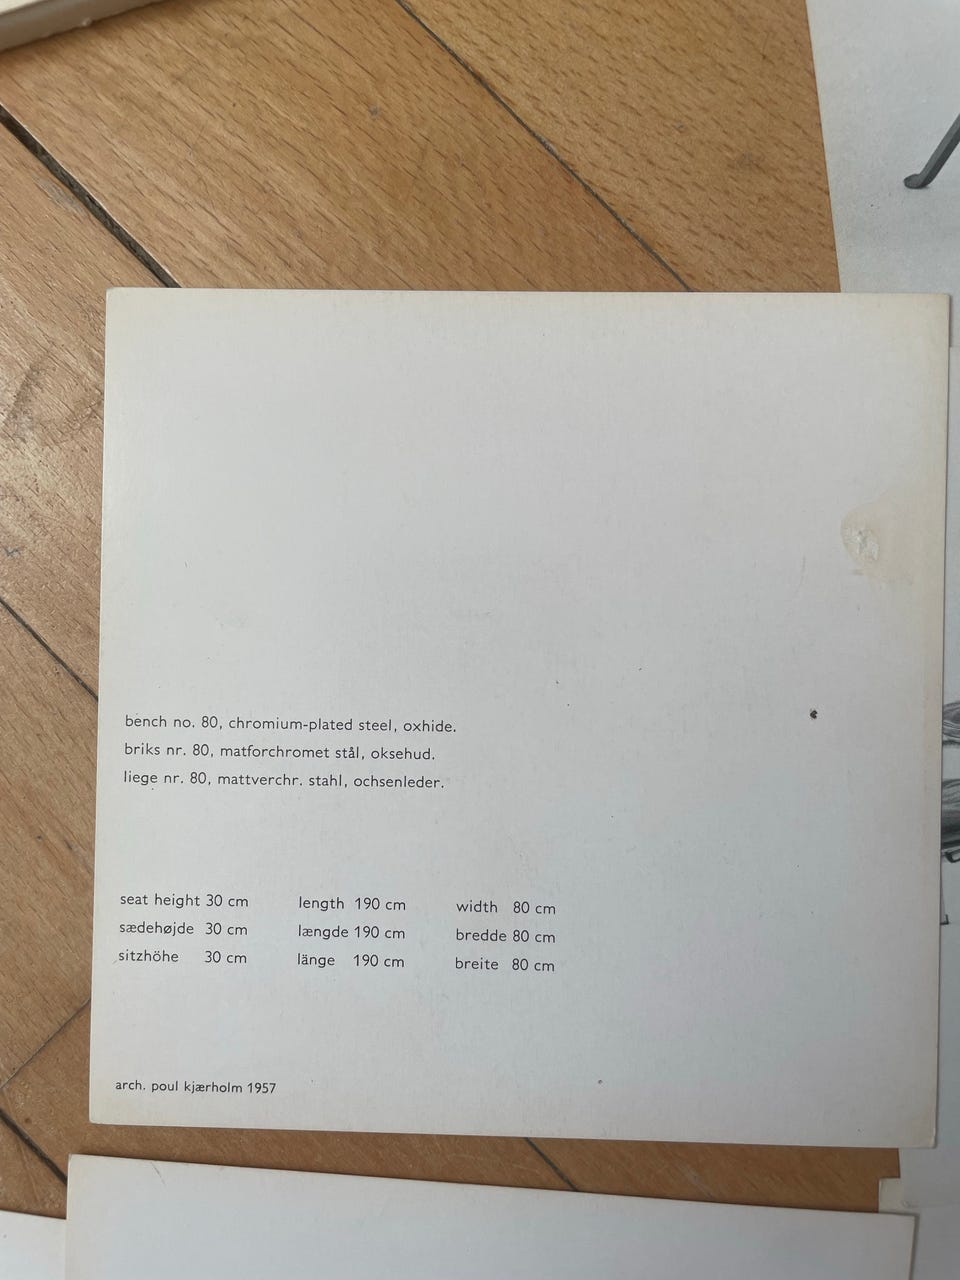 bench no. 80, chromium-plated steel, oxhide.
briks nr. 80, matforchromet stål, oksehud.
liege nr. 80, mattverchr. stahl, ochsenleder.
seat height 30 cm length 190 cm width 80 cm
sædehøjde 30 cm længde 190 cm bredde 80 cm
sitzhöhe 30 cm länge 190 cm breite 80 cm
arch. poul kjærholm 1957